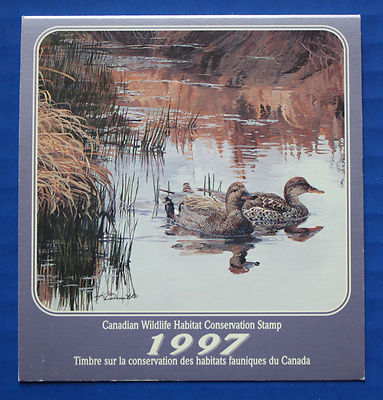 Canadian Wildlife Habitat Conservation Stamp
1997
Timbre sur la conservation des habitats fauniques du Canada